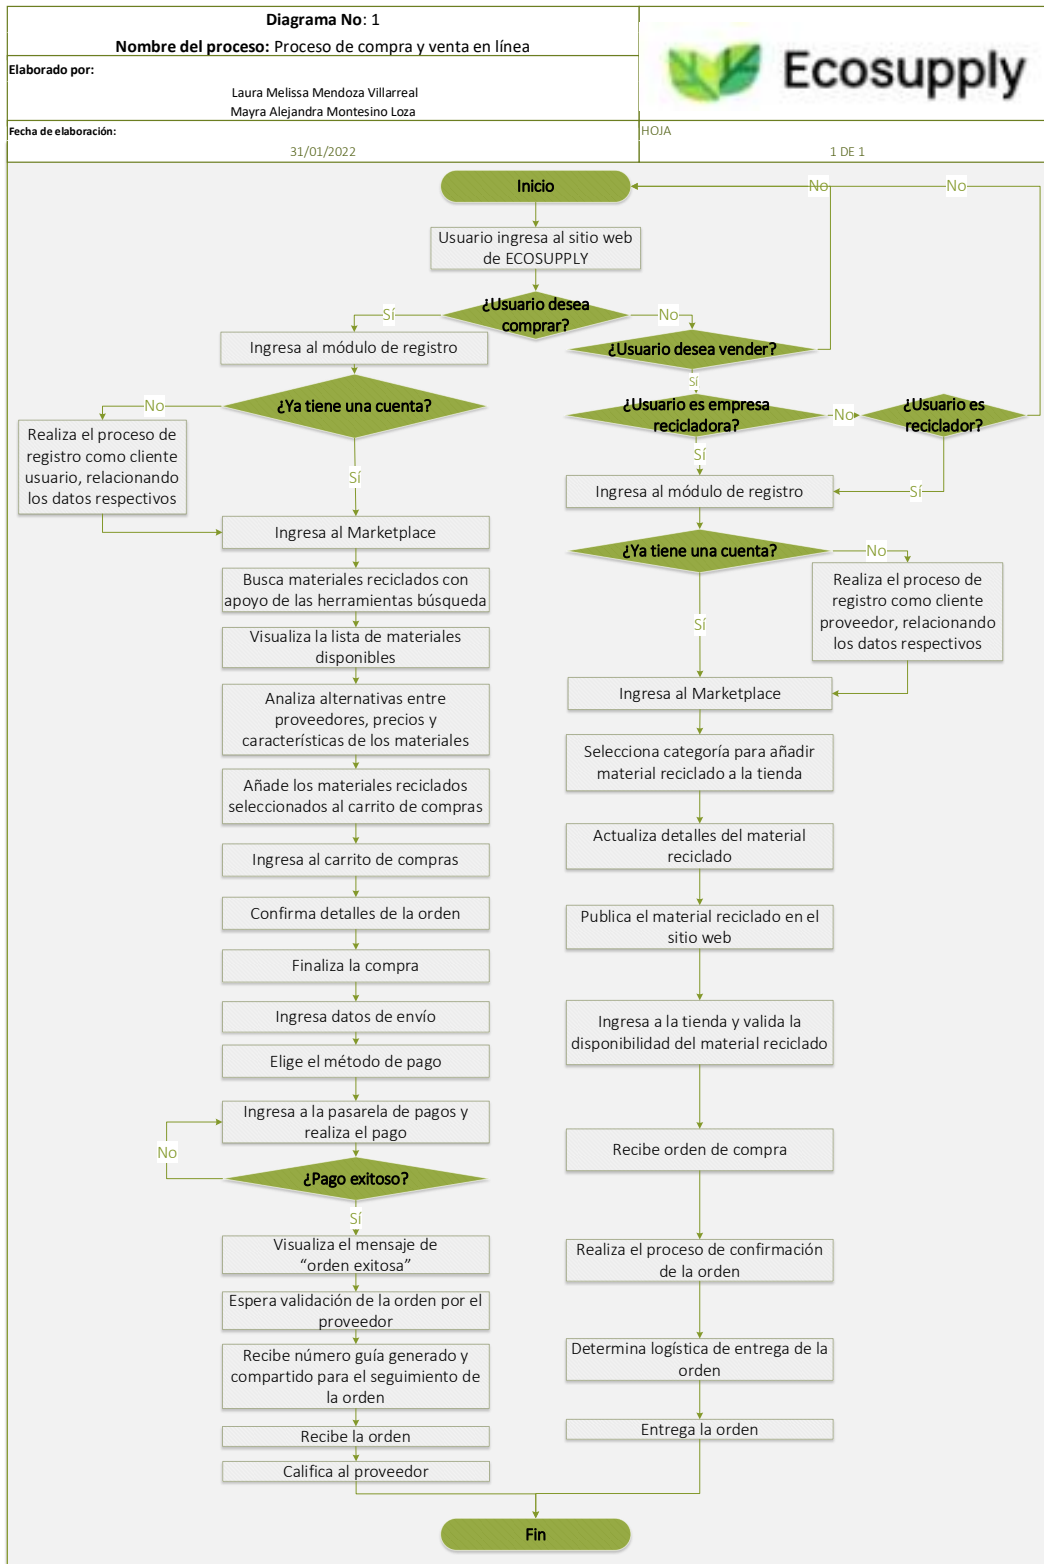 Diagrama No: 1
Nombre del proceso: Proceso de compra y venta en línea
Elaborado por:
Laura Melissa Mendoza Villarreal
Mayra Alejandra Montesino Loza
Ecosupply
Fecha de elaboración:
31/01/2022
HOJA
1 DE 1
Inicio
No
No
Usuario ingresa al sitio web
de ECOSUPPLY
¿Usuario desea
comprar?
Sí
No
Ingresa al módulo de registro
¿Usuario desea vender?
Sí
¿Ya tiene una cuenta?
No
¿Usuario es empresa
recicladora?
No
¿Usuario es
reciclador?
Realiza el proceso de
registro como cliente
usuario, relacionando
los datos respectivos
Sí
Sí
Ingresa al módulo de registro
Sí
Ingresa al Marketplace
¿Ya tiene una cuenta?
No
Busca materiales reciclados con
apoyo de las herramientas búsqueda
Realiza el proceso de
registro como cliente
proveedor, relacionando
los datos respectivos
Sí
Visualiza la lista de materiales
disponibles
Ingresa al Marketplace
Analiza alternativas entre
proveedores, precios y
características de los materiales
Selecciona categoría para añadir
material reciclado a la tienda
Añade los materiales reciclados
seleccionados al carrito de compras
Actualiza detalles del material
reciclado
Ingresa al carrito de compras
Confirma detalles de la orden
Publica el material reciclado en el
sitio web
Finaliza la compra
Ingresa datos de envío
Ingresa a la tienda y valida la
disponibilidad del material reciclado
Elige el método de pago
Ingresa a la pasarela de pagos y
realiza el pago
No
Recibe orden de compra
¿Pago exitoso?
Sí
Visualiza el mensaje de
“orden exitosa”
Realiza el proceso de confirmación
de la orden
Espera validación de la orden por el
proveedor
Recibe número guía generado y
compartido para el seguimiento de
la orden
Determina logística de entrega de la
orden
Recibe la orden
Entrega la orden
Califica al proveedor
Fin